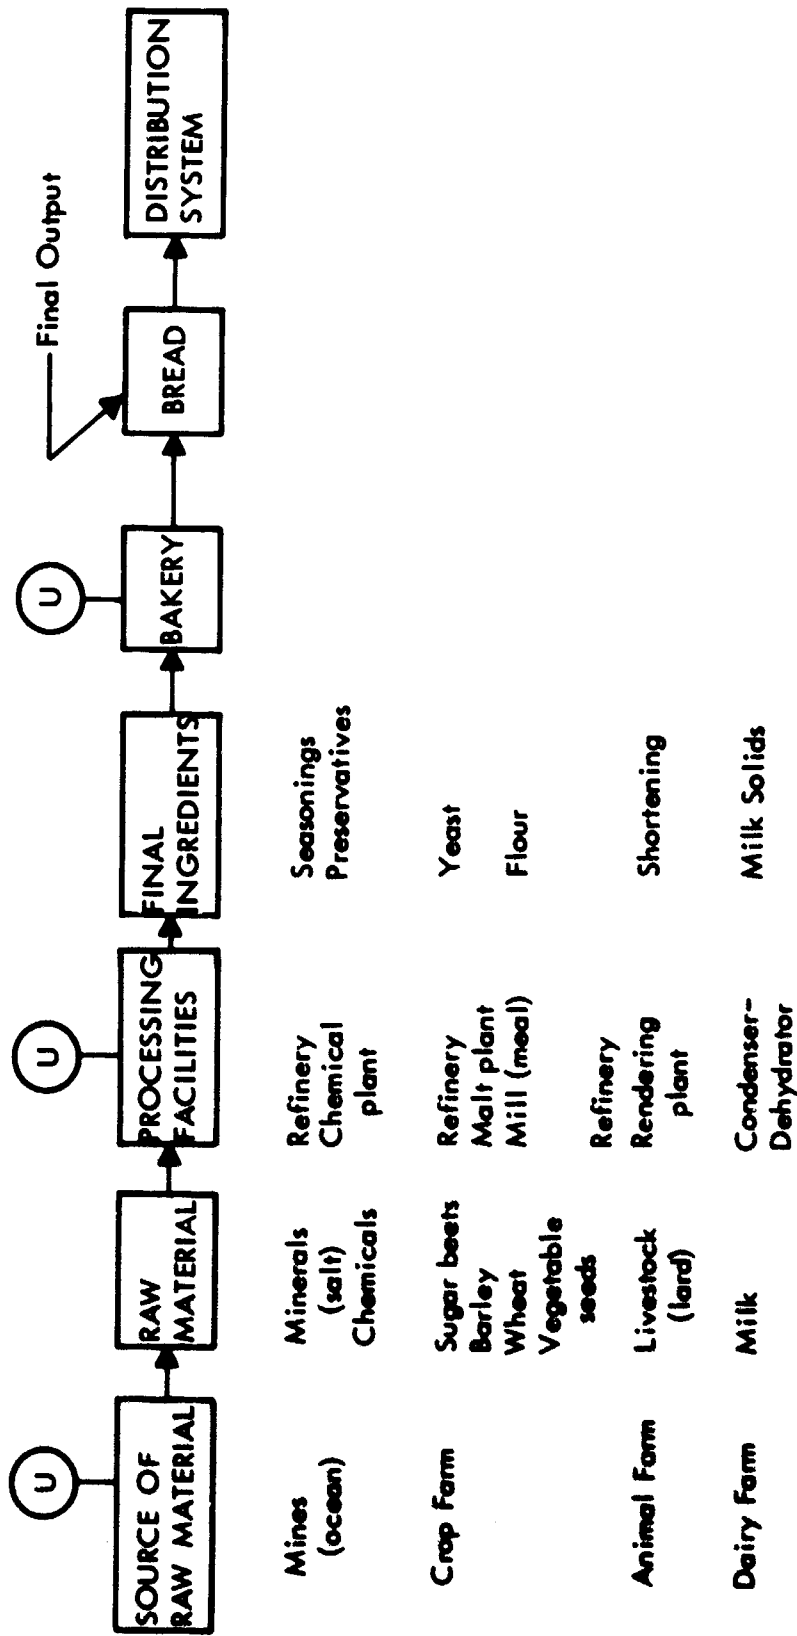 Final Output
U
U
U
SOURCE OF
RAW MATERIAL
RAW
MATERIAL
PROCESSING
FACILITIES
FINAL
INGREDIENTS
BAKERY
BREAD
DISTRIBUTION
SYSTEM
Mines
(ocean)
Minerals
(salt)
Chemicals
Refinery
Chemical
plant
Seasonings
Preservatives
Crop Farm
Sugar beets
Barley
Wheat
Vegetable
seeds
Refinery
Malt plant
Mill (meal)
Refinery
Yeast
Flour
Animal Farm
Livestock
(lard)
Rendering
plant
Shortening
Dairy Farm
Milk
Condenser-
Dehydrator
Milk Solids